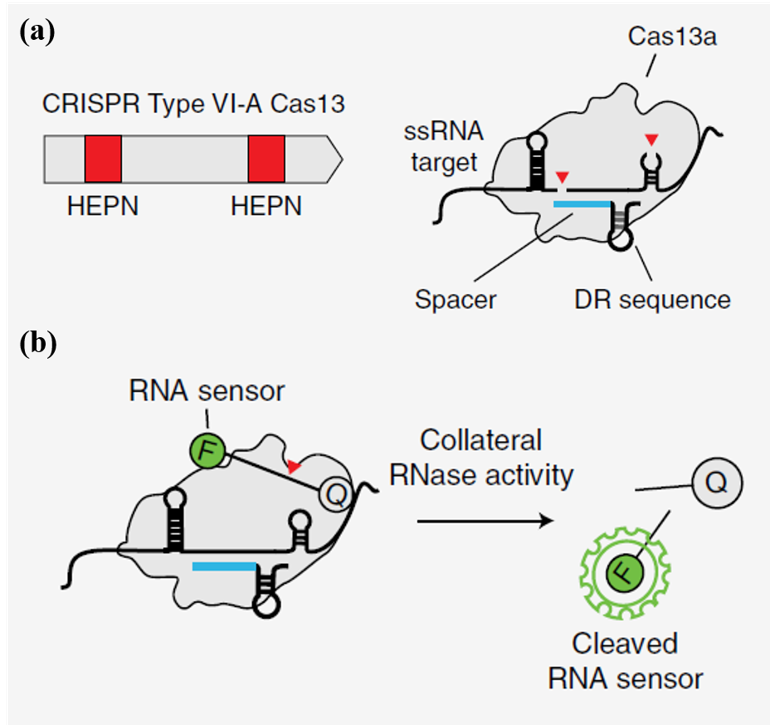 (a)
CRISPR Type VI-A Cas13
HEPN
HEPN
Cas13a
ssRNA
target
Spacer
DR sequence
(b)
RNA sensor
F
Q
Collateral
RNase activity
Q
F
Cleaved
RNA sensor